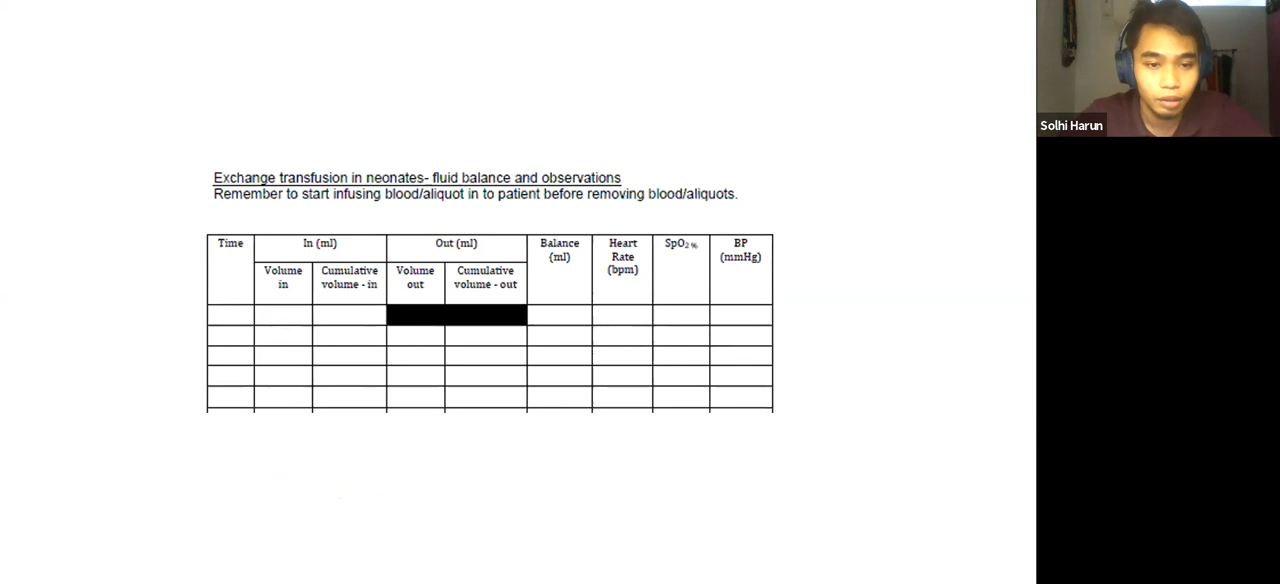 Solhi Harun
Exchange transfusion in neonates- fluid balance and observations
Remember to start infusing blood/aliquot in to patient before removing blood/aliquots.
Time In (ml) Out (ml) Balance (ml) Heart Rate (bpm) SpO2 % BP (mmHg)
Volume in Cumulative volume - in Volume out Cumulative volume - out